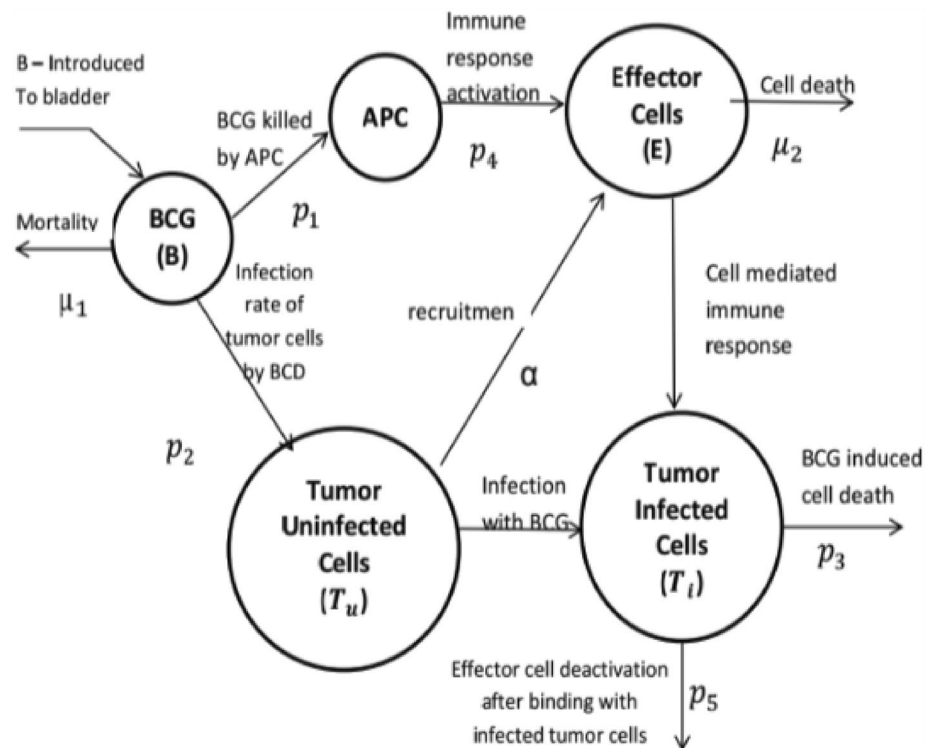 B – Introduced
To bladder
Mortality
μ₁
BCG
(B)
BCG killed
by APC
p₁
APC
Immune
response
activation
p₄
Effector
Cells
(E)
Cell death
μ₂
Infection
rate of
tumor cells
by BCD
p₂
recruitmen
α
Cell mediated
immune
response
Tumor
Uninfected
Cells
(Tᵤ)
Infection
with BCG
Tumor
Infected
Cells
(Tᵢ)
BCG induced
cell death
p₃
Effector cell deactivation
after binding with
infected tumor cells
p₅